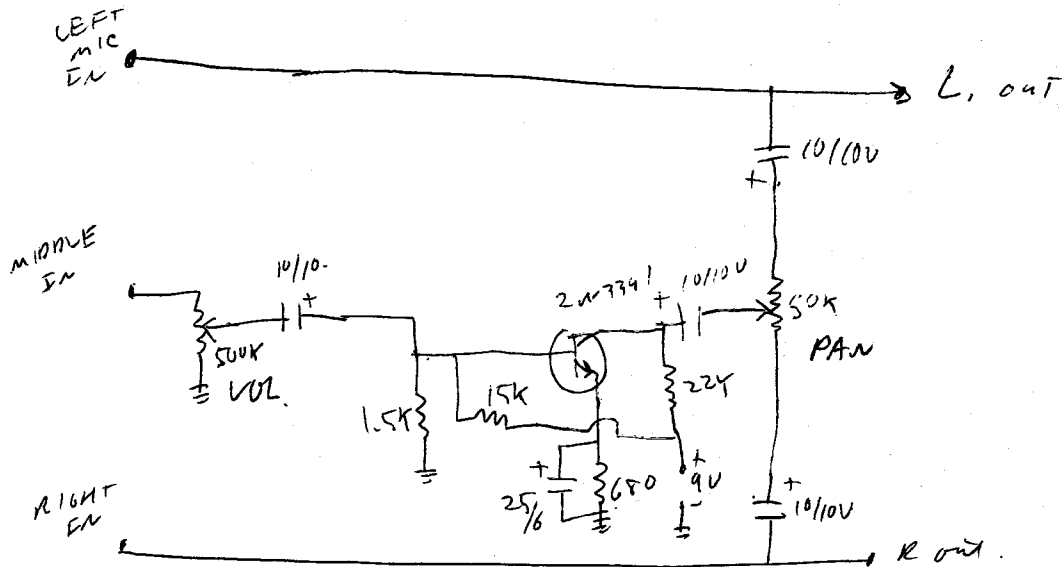 LEFT
MIC
IN
L, OUT
10/10V
+
MIDDLE
IN
10/10-
+
500K
VOL.
2N3391
+
10/10V
50K
PAN
1.5K
15K
22K
+
25/6
680
+
9V
-
+
10/10V
RIGHT
IN
R out.